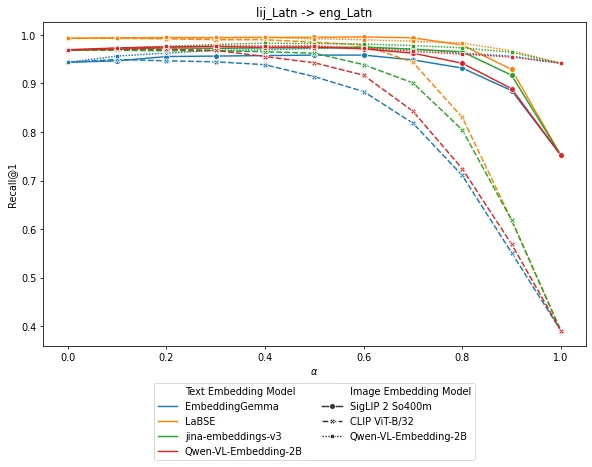 lij_Latn -> eng_Latn
Recall@1
1.0
0.9
0.8
0.7
0.6
0.5
0.4
0.0
0.2
0.4
0.6
0.8
1.0
α
Text Embedding Model
EmbeddingGemma
LaBSE
jina-embeddings-v3
Qwen-VL-Embedding-2B
Image Embedding Model
SigLIP 2 So400m
CLIP ViT-B/32
Qwen-VL-Embedding-2B